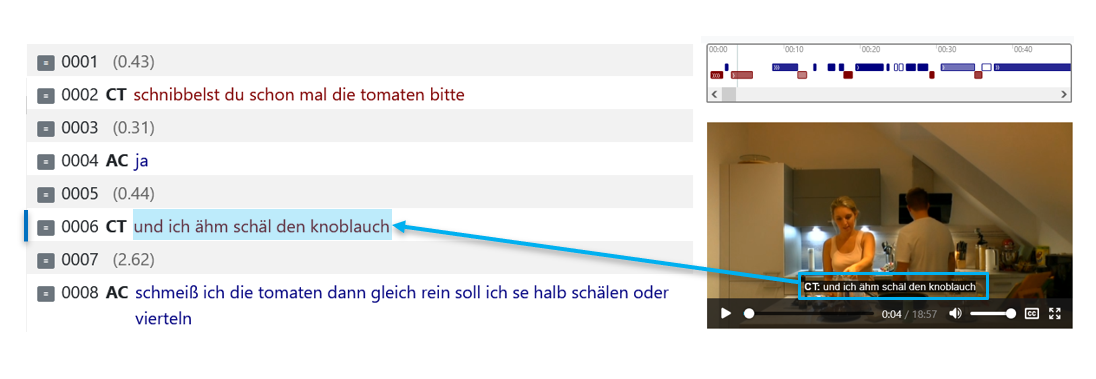 0001 (0.43)
0002 CT schnibbelst du schon mal die tomaten bitte
0003 (0.31)
0004 AC ja
0005 (0.44)
0006 CT und ich ähm schäl den knoblauch
0007 (2.62)
0008 AC schmeiß ich die tomaten dann gleich rein soll ich se halb schälen oder
vierteln
00:00 00:10 00:20 00:30 00:40
CT: und ich ähm schäl den knoblauch
0:04 / 18:57
CC